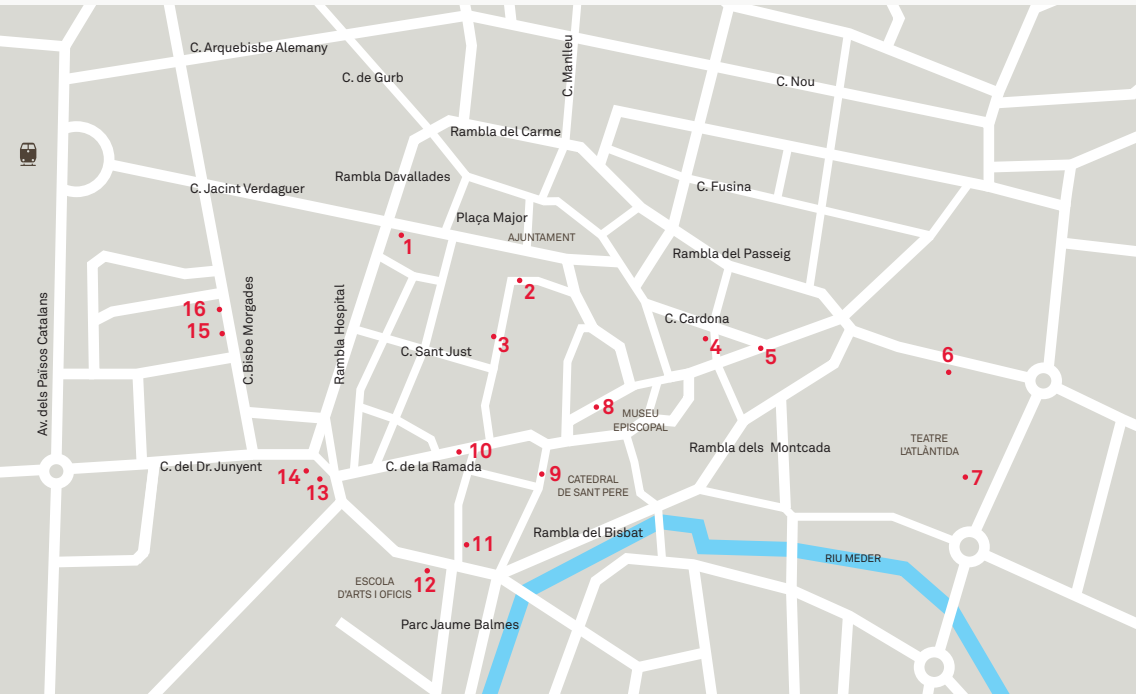 C. Arquebisbe Alemany
C. de Gurb
C. Manlleu
C. Nou
Rambla del Carme
Rambla Davallades
C. Jacint Verdaguer
C. Fusina
Plaça Major
AJUNTAMENT
1
Rambla del Passeig
2
16
15
C.Bisbe Morgades
Rambla Hospital
Av. dels Països Catalans
C. Cardona
3
4
5
6
C. Sant Just
8
MUSEU
EPISCOPAL
TEATRE
L'ATLÀNTIDA
Rambla dels Montcada
10
C. del Dr. Junyent
C. de la Ramada
14
13
9
CATEDRAL
DE SANT PERE
7
Rambla del Bisbat
11
RIU MEDER
ESCOLA
D'ARTS I OFICIS
12
Parc Jaume Balmes